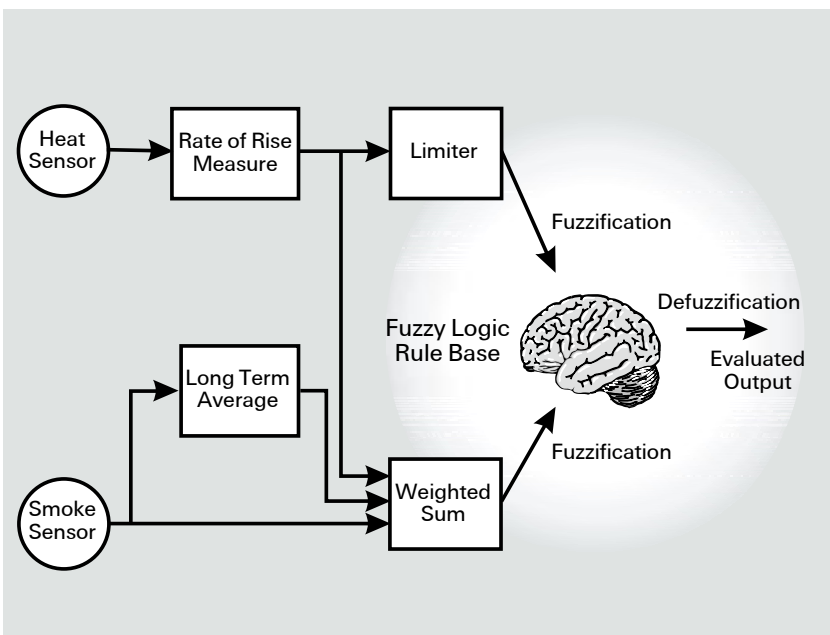 Heat
Sensor
Rate of Rise
Measure
Limiter
Fuzzification
Fuzzy Logic
Rule Base
Defuzzification
Evaluated
Output
Long Term
Average
Fuzzification
Smoke
Sensor
Weighted
Sum